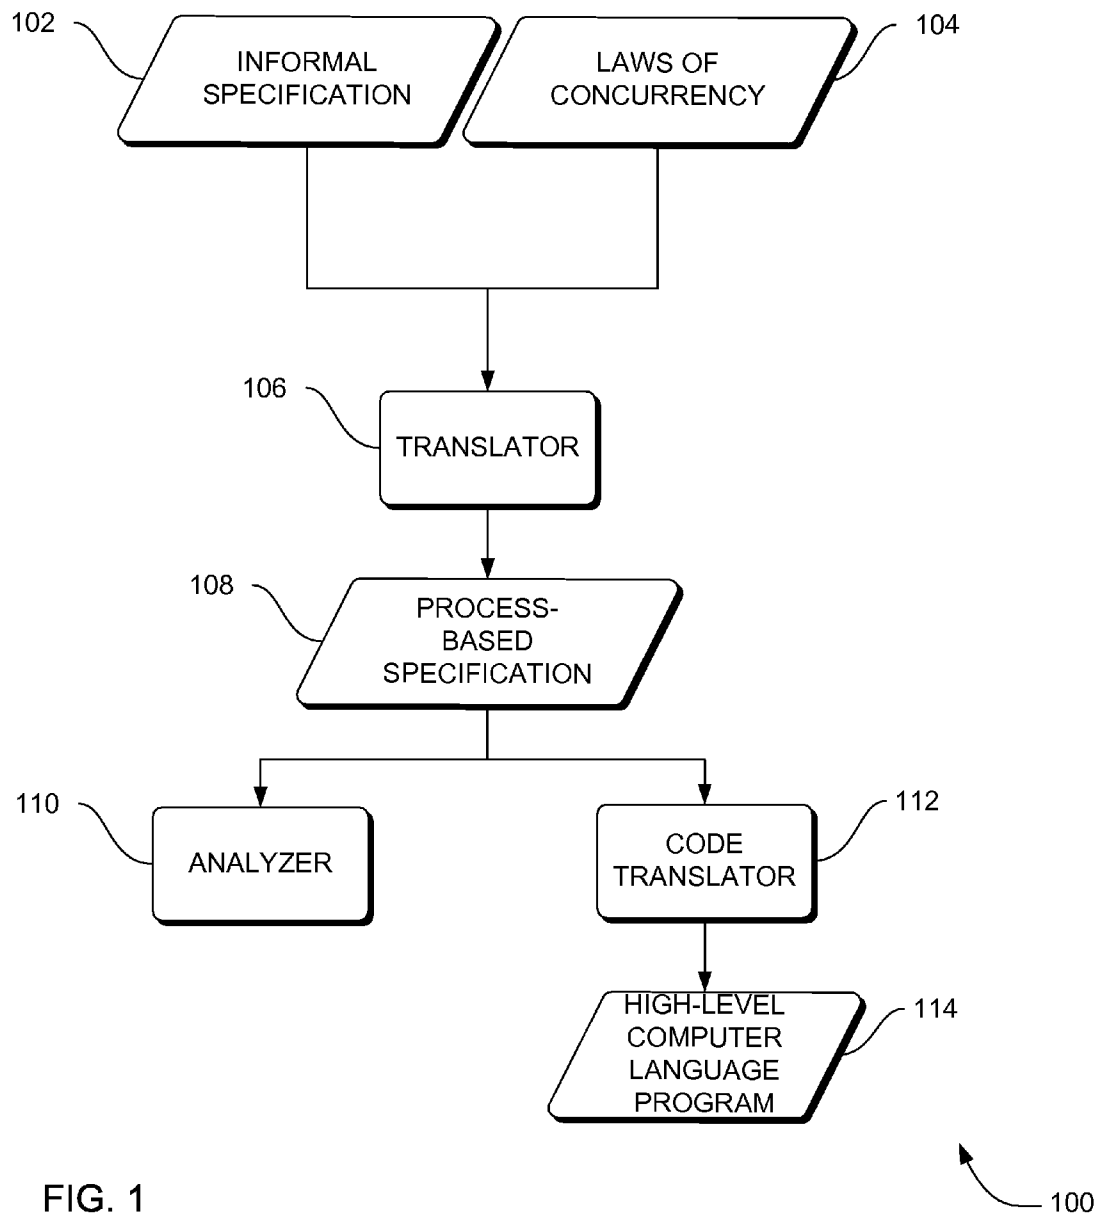 102
INFORMAL
SPECIFICATION
LAWS OF
CONCURRENCY
104
106
TRANSLATOR
108
PROCESS-
BASED
SPECIFICATION
110
ANALYZER
CODE
TRANSLATOR
112
HIGH-LEVEL
COMPUTER
LANGUAGE
PROGRAM
114
FIG. 1
100